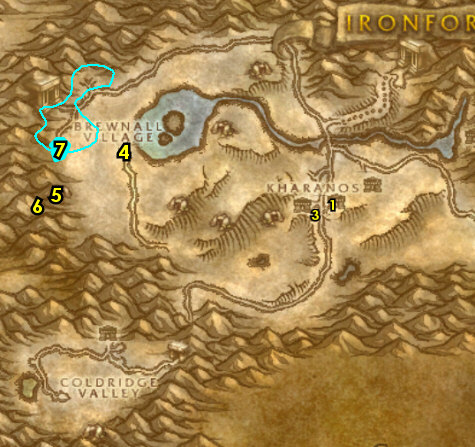 IRONFOR
BREWNALL
VILLAGE
7
4
KHARANOS
5
6
3
1
COLDRIDGE
VALLEY